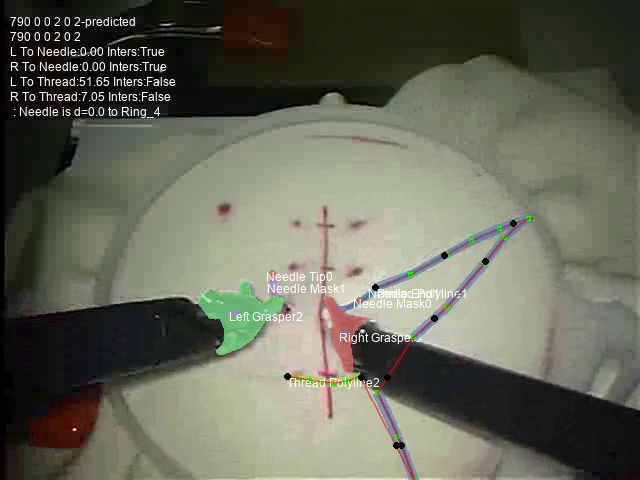 790 0 0 2 0 2-predicted
790 0 0 2 0 2
L To Needle:0.00 Inters:True
R To Needle:0.00 Inters:True
L To Thread:51.65 Inters:False
R To Thread:7.05 Inters:False
: Needle is d=0.0 to Ring_4
Needle Tip0
Needle Mask1
Needle Mask0
Left Grasper2
Right Grasper
Thread Polyline2